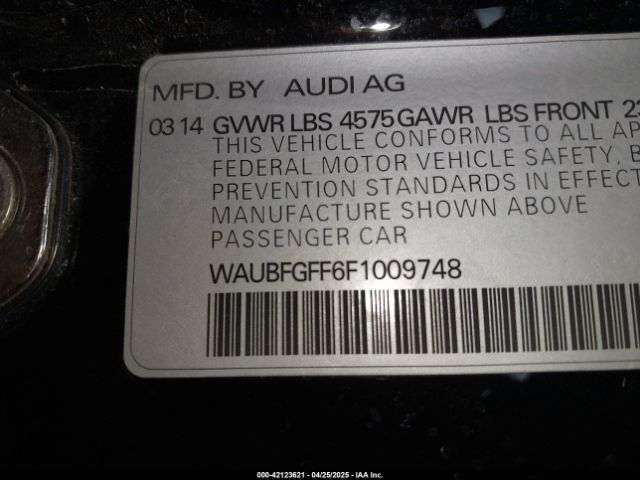 MFD. BY AUDI AG
03 14 GVWR LBS 4575 GAWR LBS FRONT
THIS VEHICLE CONFORMS TO ALL
FEDERAL MOTOR VEHICLE SAFETY,
PREVENTION STANDARDS IN EFFECT
MANUFACTURE SHOWN ABOVE
PASSENGER CAR
WAUBFGFF6F1009748
000-42123621 - 04/25/2025 - IAA Inc.